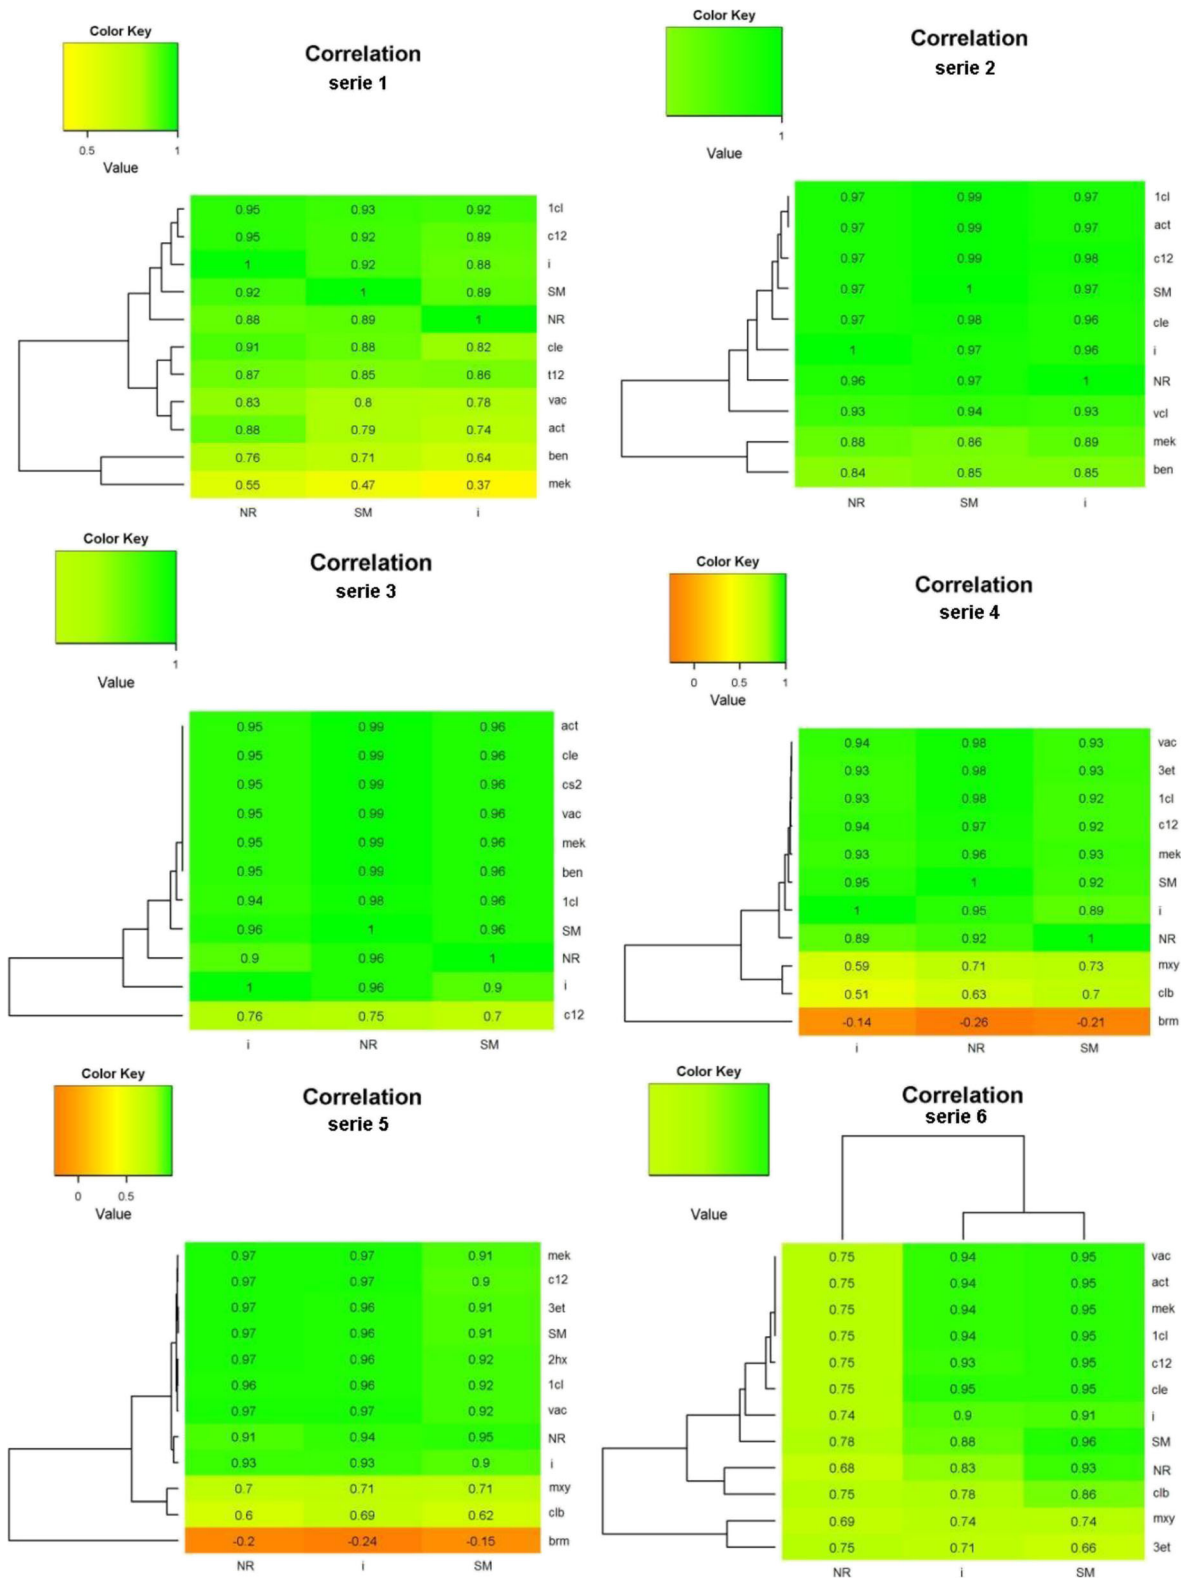 Color Key
Correlation
serie 1
0.5 1
Value
0.95 0.93 0.92 1cl
0.95 0.92 0.89 c12
1 0.92 0.88 i
0.92 1 0.89 SM
0.88 0.89 1 NR
0.91 0.88 0.82 cle
0.87 0.85 0.86 t12
0.83 0.8 0.78 vac
0.88 0.79 0.74 act
0.76 0.71 0.64 ben
0.55 0.47 0.37 mek
NR SM i
Color Key
Correlation
serie 2
1
Value
0.97 0.99 0.97 1cl
0.97 0.99 0.97 act
0.97 0.99 0.98 c12
0.97 1 0.97 SM
0.97 0.98 0.96 cle
1 0.97 0.96 i
0.96 0.97 1 NR
0.93 0.94 0.93 vcl
0.88 0.86 0.89 mek
0.84 0.85 0.85 ben
NR SM i
Color Key
Correlation
serie 3
1
Value
0.95 0.99 0.96 act
0.95 0.99 0.96 cle
0.95 0.99 0.96 cs2
0.95 0.99 0.96 vac
0.95 0.99 0.96 mek
0.95 0.99 0.96 ben
0.94 0.98 0.96 1cl
0.96 1 0.96 SM
0.9 0.96 1 NR
1 0.96 0.9 i
0.76 0.75 0.7 c12
i NR SM
Color Key
Correlation
serie 4
0 0.5 1
Value
0.94 0.98 0.93 vac
0.93 0.98 0.93 3et
0.93 0.98 0.92 1cl
0.94 0.97 0.92 c12
0.93 0.96 0.93 mek
0.95 1 0.92 SM
1 0.95 0.89 i
0.89 0.92 1 NR
0.59 0.71 0.73 mxy
0.51 0.63 0.7 clb
-0.14 -0.26 -0.21 brm
i NR SM
Color Key
Correlation
serie 5
0 0.5
Value
0.97 0.97 0.91 mek
0.97 0.97 0.9 c12
0.97 0.96 0.91 3et
0.97 0.96 0.91 SM
0.97 0.96 0.92 2hx
0.96 0.96 0.92 1cl
0.97 0.97 0.92 vac
0.91 0.94 0.95 NR
0.93 0.93 0.9 i
0.7 0.71 0.71 mxy
0.6 0.69 0.62 clb
-0.2 -0.24 -0.15 brm
NR i SM
Color Key
Correlation
serie 6
Value
0.75 0.94 0.95 vac
0.75 0.94 0.95 act
0.75 0.94 0.95 mek
0.75 0.94 0.95 1cl
0.75 0.93 0.95 c12
0.75 0.95 0.95 cle
0.74 0.9 0.91 i
0.78 0.88 0.96 SM
0.68 0.83 0.93 NR
0.75 0.78 0.86 clb
0.69 0.74 0.74 mxy
0.75 0.71 0.66 3et
NR i SM